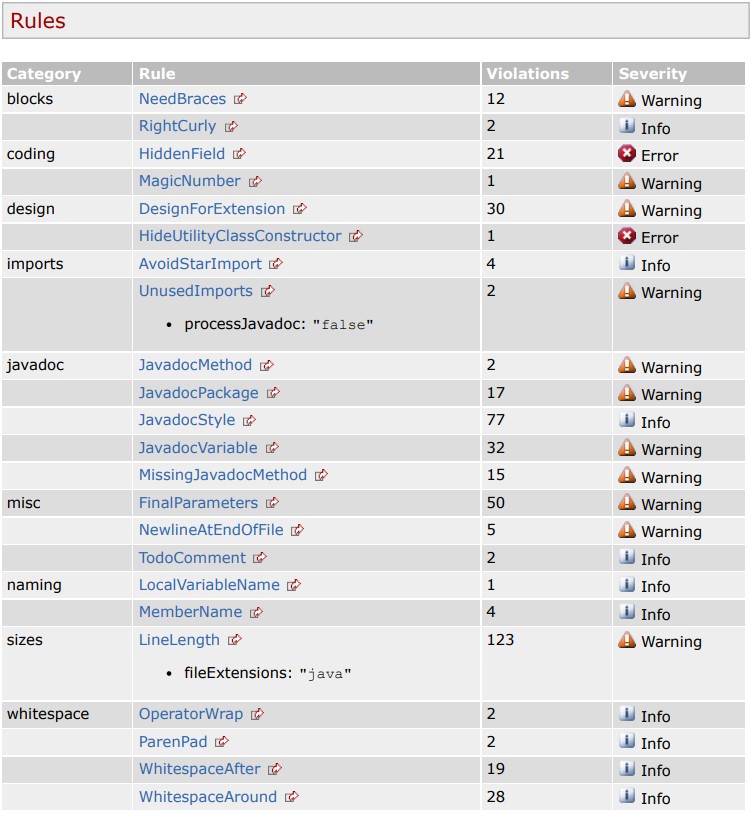 Rules
Category Rule Violations Severity
blocks NeedBraces 12 Warning
RightCurly 2 Info
coding HiddenField 21 Error
MagicNumber 1 Warning
design DesignForExtension 30 Warning
HideUtilityClassConstructor 1 Error
imports AvoidStarImport 4 Info
UnusedImports 2 Warning
• processJavadoc: "false"
javadoc JavadocMethod 2 Warning
JavadocPackage 17 Warning
JavadocStyle 77 Info
JavadocVariable 32 Warning
MissingJavadocMethod 15 Warning
misc FinalParameters 50 Warning
NewlineAtEndOfFile 5 Warning
TodoComment 2 Info
naming LocalVariableName 1 Info
MemberName 4 Info
sizes LineLength 123 Warning
• fileExtensions: "java"
whitespace OperatorWrap 2 Info
ParenPad 2 Info
WhitespaceAfter 19 Info
WhitespaceAround 28 Info